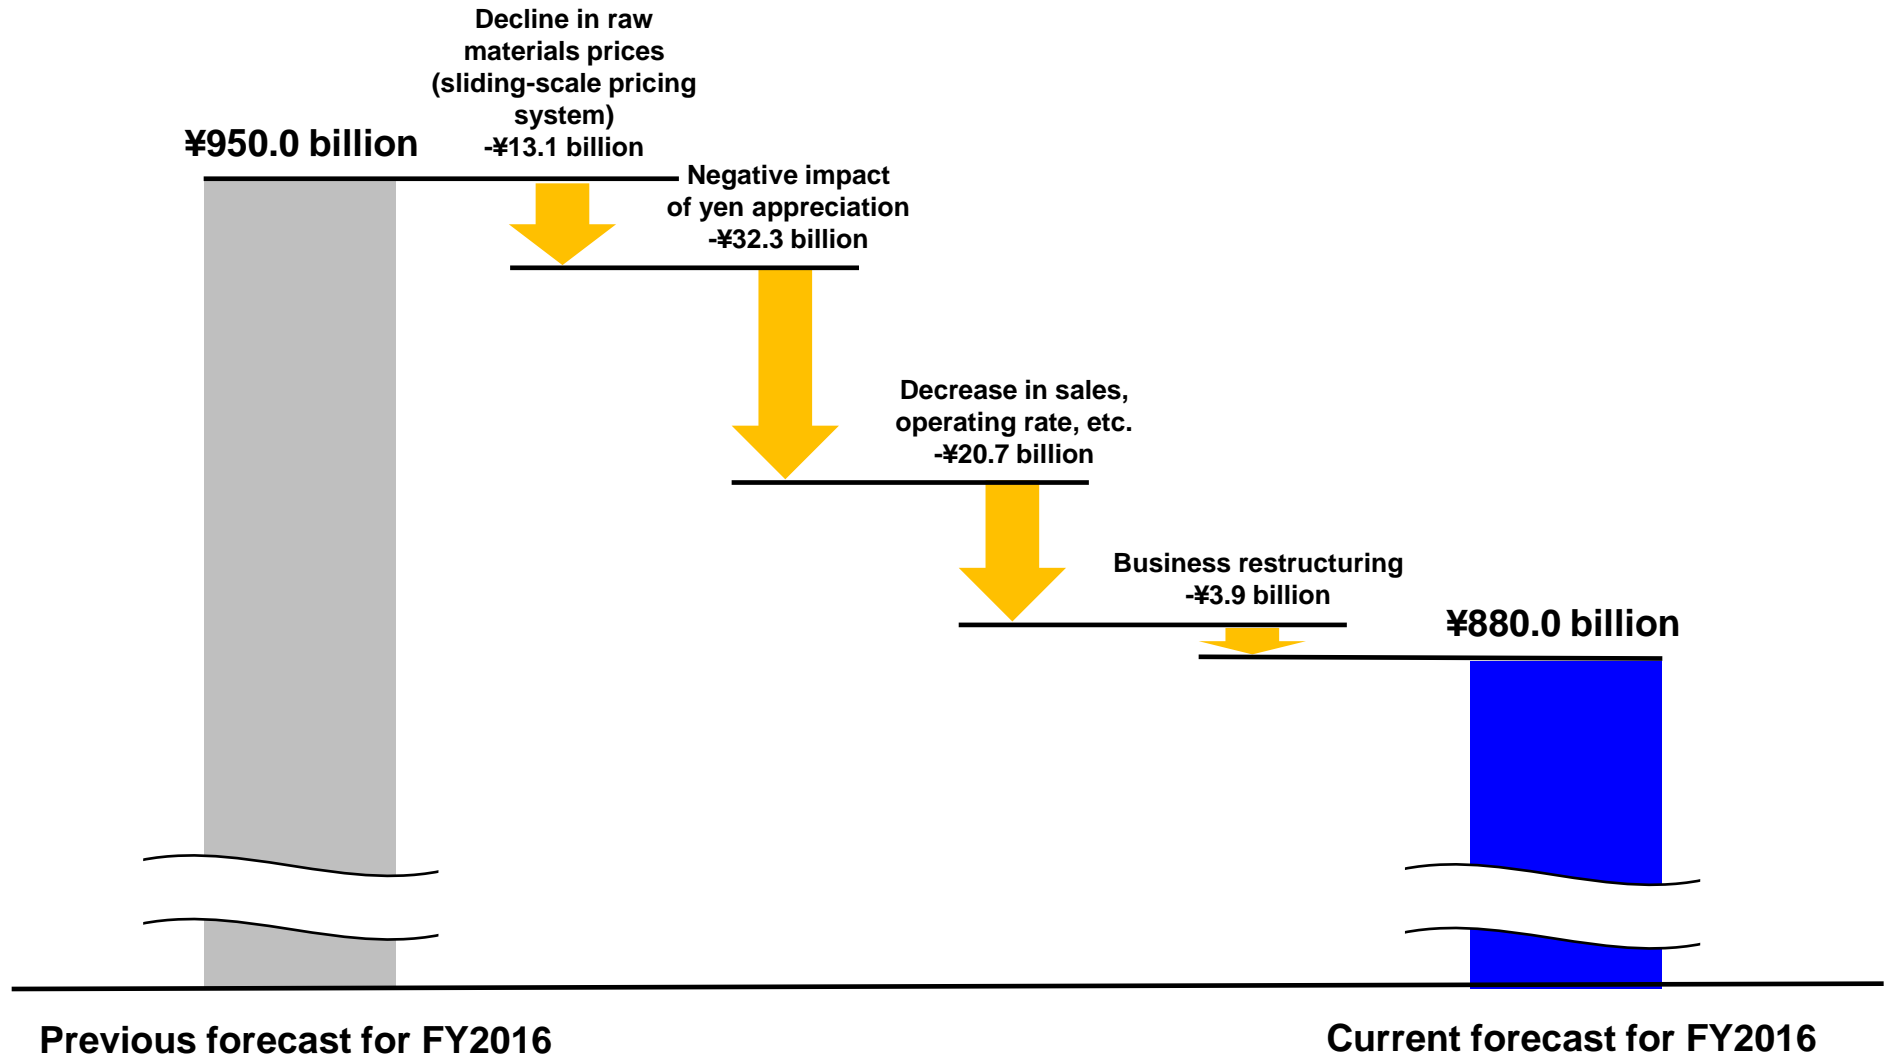 Decline in raw
materials prices
(sliding-scale pricing
system)
-¥13.1 billion
¥950.0 billion
Negative impact
of yen appreciation
-¥32.3 billion
Decrease in sales,
operating rate, etc.
-¥20.7 billion
Business restructuring
-¥3.9 billion
¥880.0 billion
Previous forecast for FY2016
Current forecast for FY2016